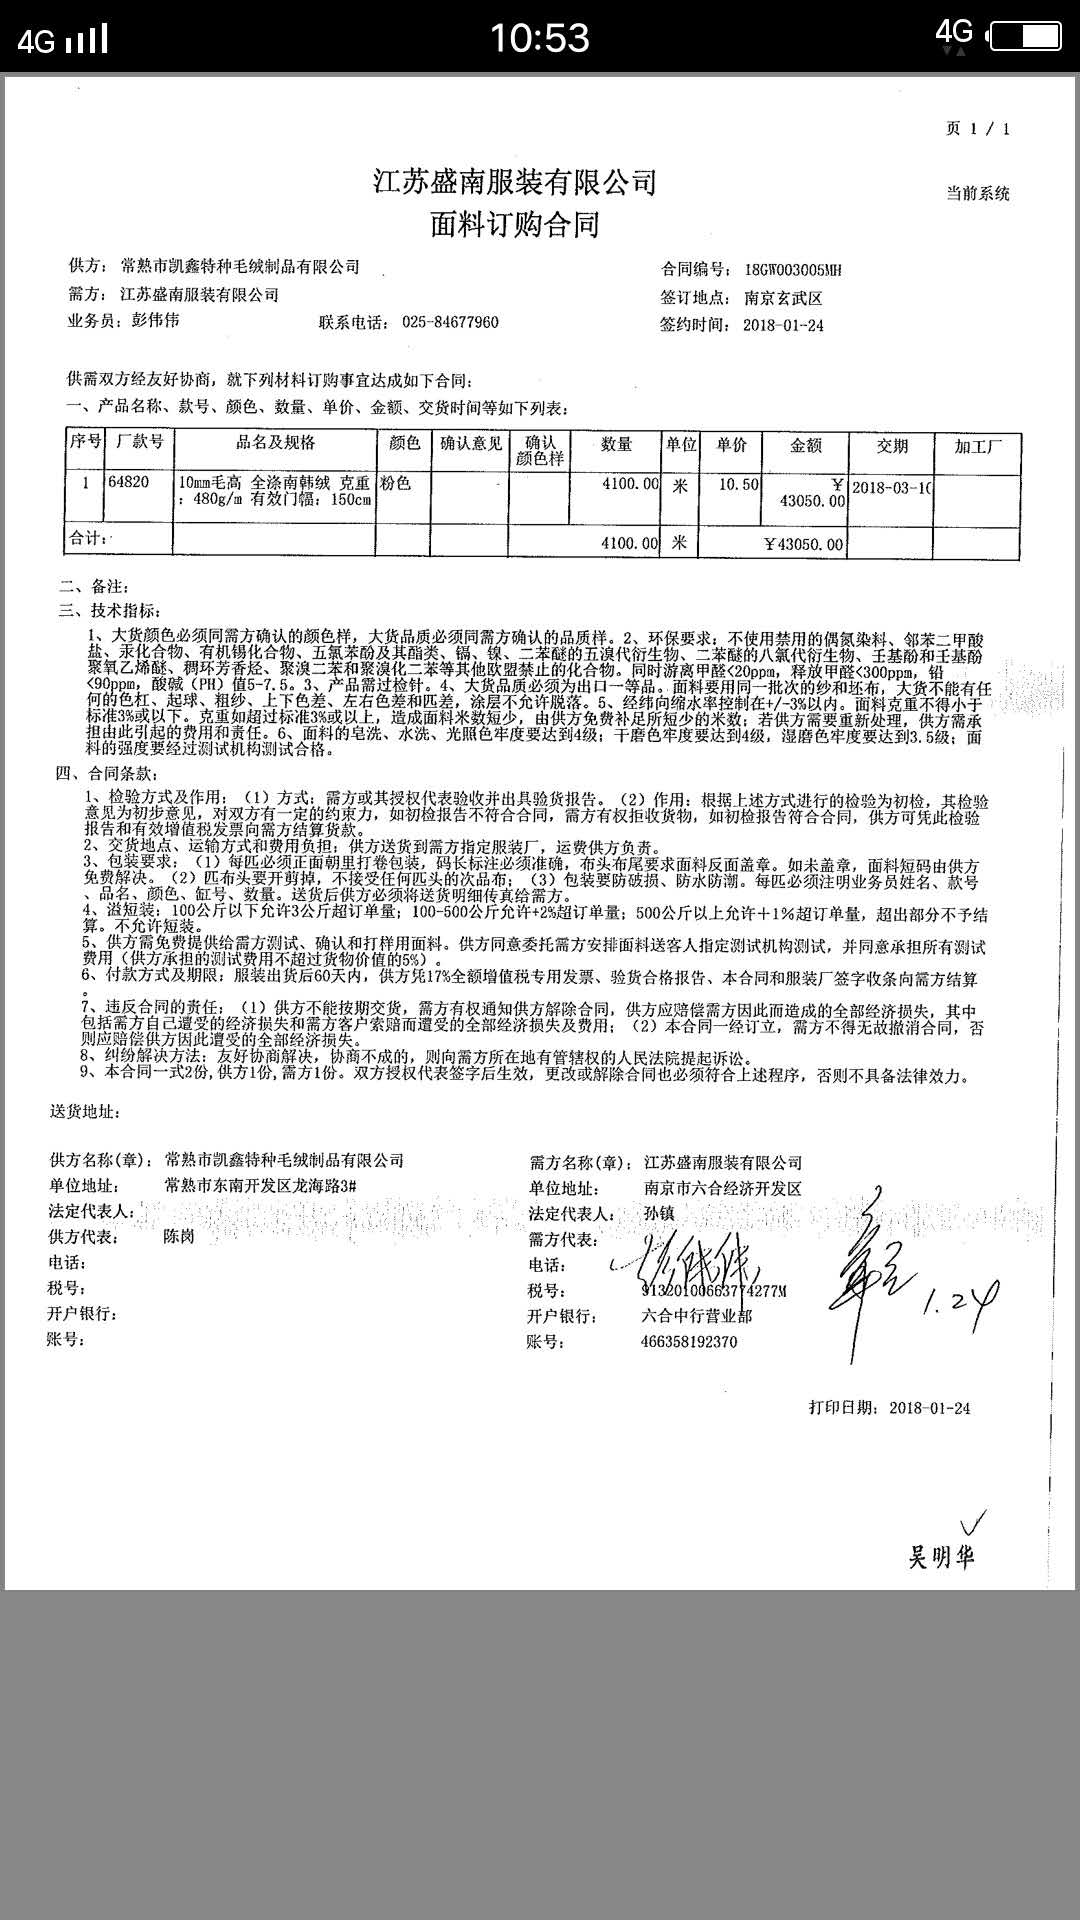 4G 10:53 4G
页 1 / 1
江苏盛南服装有限公司
当前系统
面料订购合同
供方： 常熟市凯鑫特种毛绒制品有限公司 合同编号： 18GW003005MH
需方： 江苏盛南服装有限公司 签订地点： 南京玄武区
业务员：彭伟伟 联系电话： 025-84677960 签约时间： 2018-01-24
供需双方经友好协商，就下列材料订购事宜达成如下合同：
一、产品名称、款号、颜色、数量、单价、金额、交货时间等如下列表：
序号 厂款号 品名及规格 颜色 确认意见 确认颜色样 数量 单位 单价 金额 交期 加工厂
1 64820 10mm毛高 全涤南韩绒 克重 粉色 4100.00 米 10.50 ¥ 2018-03-10
：480g/m 有效门幅：150cm 43050.00
合计： 4100.00 米 ¥43050.00
二、备注：
三、技术指标：
1、大货颜色必须同需方确认的颜色样，大货品质必须同需方确认的品质样。2、环保要求：不使用禁用的偶氮染料、邻苯二甲酸
盐、汞化合物、有机锡化合物、五氯苯酚及其酯类、镉、镍、二苯醚的五溴代衍生物、二苯醚的八氯代衍生物、壬基酚和壬基酚
聚氧乙烯醚、稠环芳香烃、聚溴二苯和聚溴化二苯等其他欧盟禁止的化合物。同时游离甲醛<20ppm，释放甲醛<300ppm，铅
<90ppm，酸碱（PH）值5-7.5。3、产品需过检针。4、大货品质必须为出口一等品。面料要用同一批次的纱和坯布，大货不能有任
何的色杠、起球、粗纱、上下色差、左右色差和匹差，涂层不允许脱落。5、经纬向缩水率控制在+/-3%以内。面料克重不得小于
标准3%或以下。克重如超过标准3%或以上，造成面料米数短少，由供方免费补足所短少的米数；若供方需要重新处理，供方需承
担由此引起的费用和责任。6、面料的皂洗、水洗、光照色牢度要达到4级；干磨色牢度要达到4级，湿磨色牢度要达到3.5级；面
料的强度要经过测试机构测试合格。
四、合同条款：
1、检验方式及作用：（1）方式：需方或其授权代表验收并出具验货报告。（2）作用：根据上述方式进行的检验为初检，其检验
意见为初步意见，对双方有一定的约束力，如初检报告不符合合同，需方有权拒收货物，如初检报告符合合同，供方可凭此检验
报告和有效增值税发票向需方结算货款。
2、交货地点、运输方式和费用负担：供方送货到需方指定服装厂，运费供方负责。
3、包装要求：（1）每匹必须正面朝里打卷包装，码长标注必须准确，布头布尾要求面料反面盖章。如未盖章，面料短码由供方
免费解决。（2）匹布头要开剪掉，不接受任何匹头的次品布；（3）包装要防破损、防水防潮。每匹必须注明业务员姓名、款号
、品名、颜色、缸号、数量。送货后供方必须将送货明细传真给需方。
4、溢短装：100公斤以下允许3公斤超订单量；100-500公斤允许+2%超订单量；500公斤以上允许＋1%超订单量，超出部分不予结
算。不允许短装。
5、供方需免费提供给需方测试、确认和打样用面料。供方同意委托需方安排面料送客人指定测试机构测试，并同意承担所有测试
费用（供方承担的测试费用不超过货物价值的5%）。
6、付款方式及期限：服装出货后60天内，供方凭17%全额增值税专用发票、验货合格报告、本合同和服装厂签字收条向需方结算
。
7、违反合同的责任：（1）供方不能按期交货，需方有权通知供方解除合同，供方应赔偿需方因此而造成的全部经济损失，其中
包括需方自己遭受的经济损失和需方客户索赔而遭受的全部经济损失及费用；（2）本合同一经订立，需方不得无故撤消合同，否
则应赔偿供方因此遭受的全部经济损失。
8、纠纷解决方法：友好协商解决，协商不成的，则向需方所在地有管辖权的人民法院提起诉讼。
9、本合同一式2份,供方1份,需方1份。双方授权代表签字后生效，更改或解除合同也必须符合上述程序，否则不具备法律效力。
送货地址：
供方名称(章)： 常熟市凯鑫特种毛绒制品有限公司 需方名称(章)： 江苏盛南服装有限公司
单位地址： 常熟市东南开发区龙海路3# 单位地址： 南京市六合经济开发区
法定代表人： 法定代表人： 孙镇
供方代表： 陈岗 需方代表： 彭伟伟
电话： 电话：
税号： 税号： 91320100663774277M
1.24
开户银行： 开户银行： 六合中行营业部
账号： 账号： 466358192370
打印日期：2018-01-24
吴明华